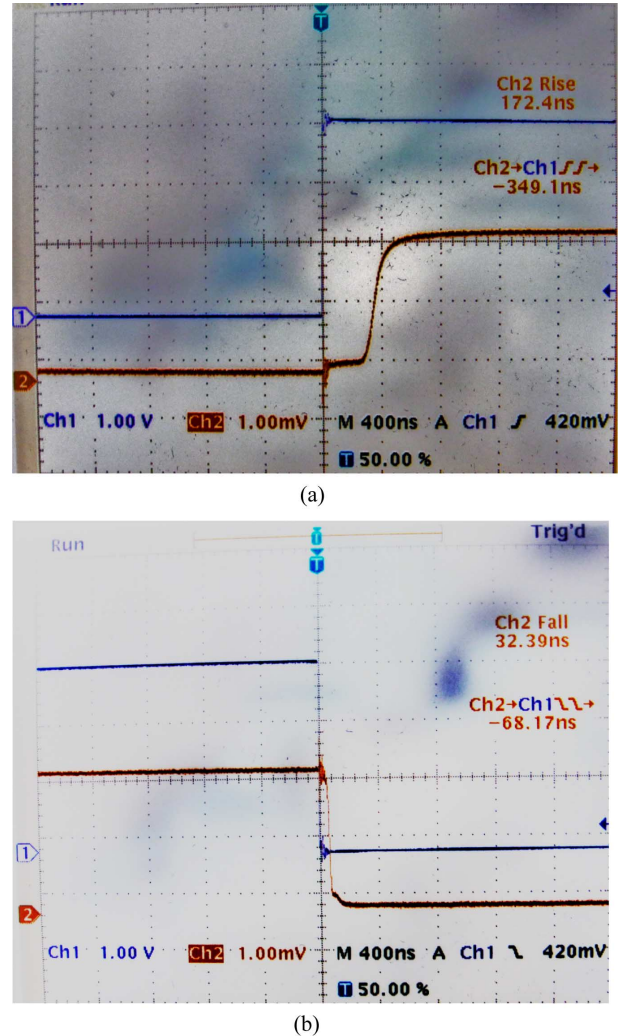 Run
T
Ch2 Rise
172.4ns
Ch2→Ch1∫∫→
−349.1ns
1
2
Ch1 1.00 V Ch2 1.00mV M 400ns A Ch1 ∫ 420mV
T 50.00 %
(a)
Run T Trig'd
T
Ch2 Fall
32.39ns
Ch2→Ch1⤵⤵→
−68.17ns
1
2
Ch1 1.00 V Ch2 1.00mV M 400ns A Ch1 ⤵ 420mV
T 50.00 %
(b)